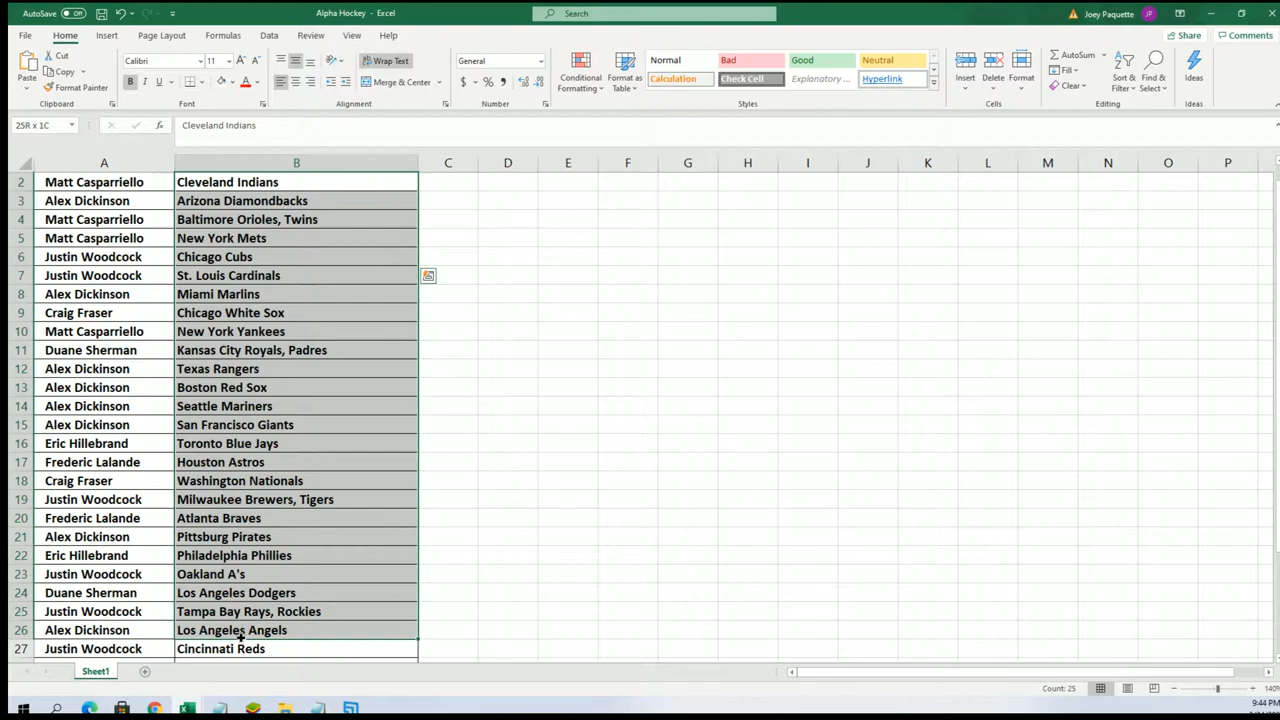 AutoSave Off Alpha Hockey - Excel Search Joey Paquette JP
File Home Insert Page Layout Formulas Data Review View Help Share Comments
Cut Calibri 11 Wrap Text General Normal Bad Good Neutral AutoSum
Copy Fill
Paste Format Painter B I U Merge & Center $ % Conditional Formatting Format as Table Calculation Check Cell Explanatory ... Hyperlink Insert Delete Format Clear Sort & Filter Find & Select Ideas
Clipboard Font Alignment Number Styles Cells Editing Ideas
25R x 1C fx Cleveland Indians
A B C D E F G H I J K L M N O P
2 Matt Casparriello Cleveland Indians
3 Alex Dickinson Arizona Diamondbacks
4 Matt Casparriello Baltimore Orioles, Twins
5 Matt Casparriello New York Mets
6 Justin Woodcock Chicago Cubs
7 Justin Woodcock St. Louis Cardinals
8 Alex Dickinson Miami Marlins
9 Craig Fraser Chicago White Sox
10 Matt Casparriello New York Yankees
11 Duane Sherman Kansas City Royals, Padres
12 Alex Dickinson Texas Rangers
13 Alex Dickinson Boston Red Sox
14 Alex Dickinson Seattle Mariners
15 Alex Dickinson San Francisco Giants
16 Eric Hillebrand Toronto Blue Jays
17 Frederic Lalande Houston Astros
18 Craig Fraser Washington Nationals
19 Justin Woodcock Milwaukee Brewers, Tigers
20 Frederic Lalande Atlanta Braves
21 Alex Dickinson Pittsburg Pirates
22 Eric Hillebrand Philadelphia Phillies
23 Justin Woodcock Oakland A's
24 Duane Sherman Los Angeles Dodgers
25 Justin Woodcock Tampa Bay Rays, Rockies
26 Alex Dickinson Los Angeles Angels
27 Justin Woodcock Cincinnati Reds
Sheet1
Count: 25 140%
9:44 PM